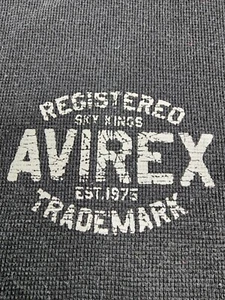 REGISTERED
SKY KINGS
AVIREX
EST.1975
TRADEMARK